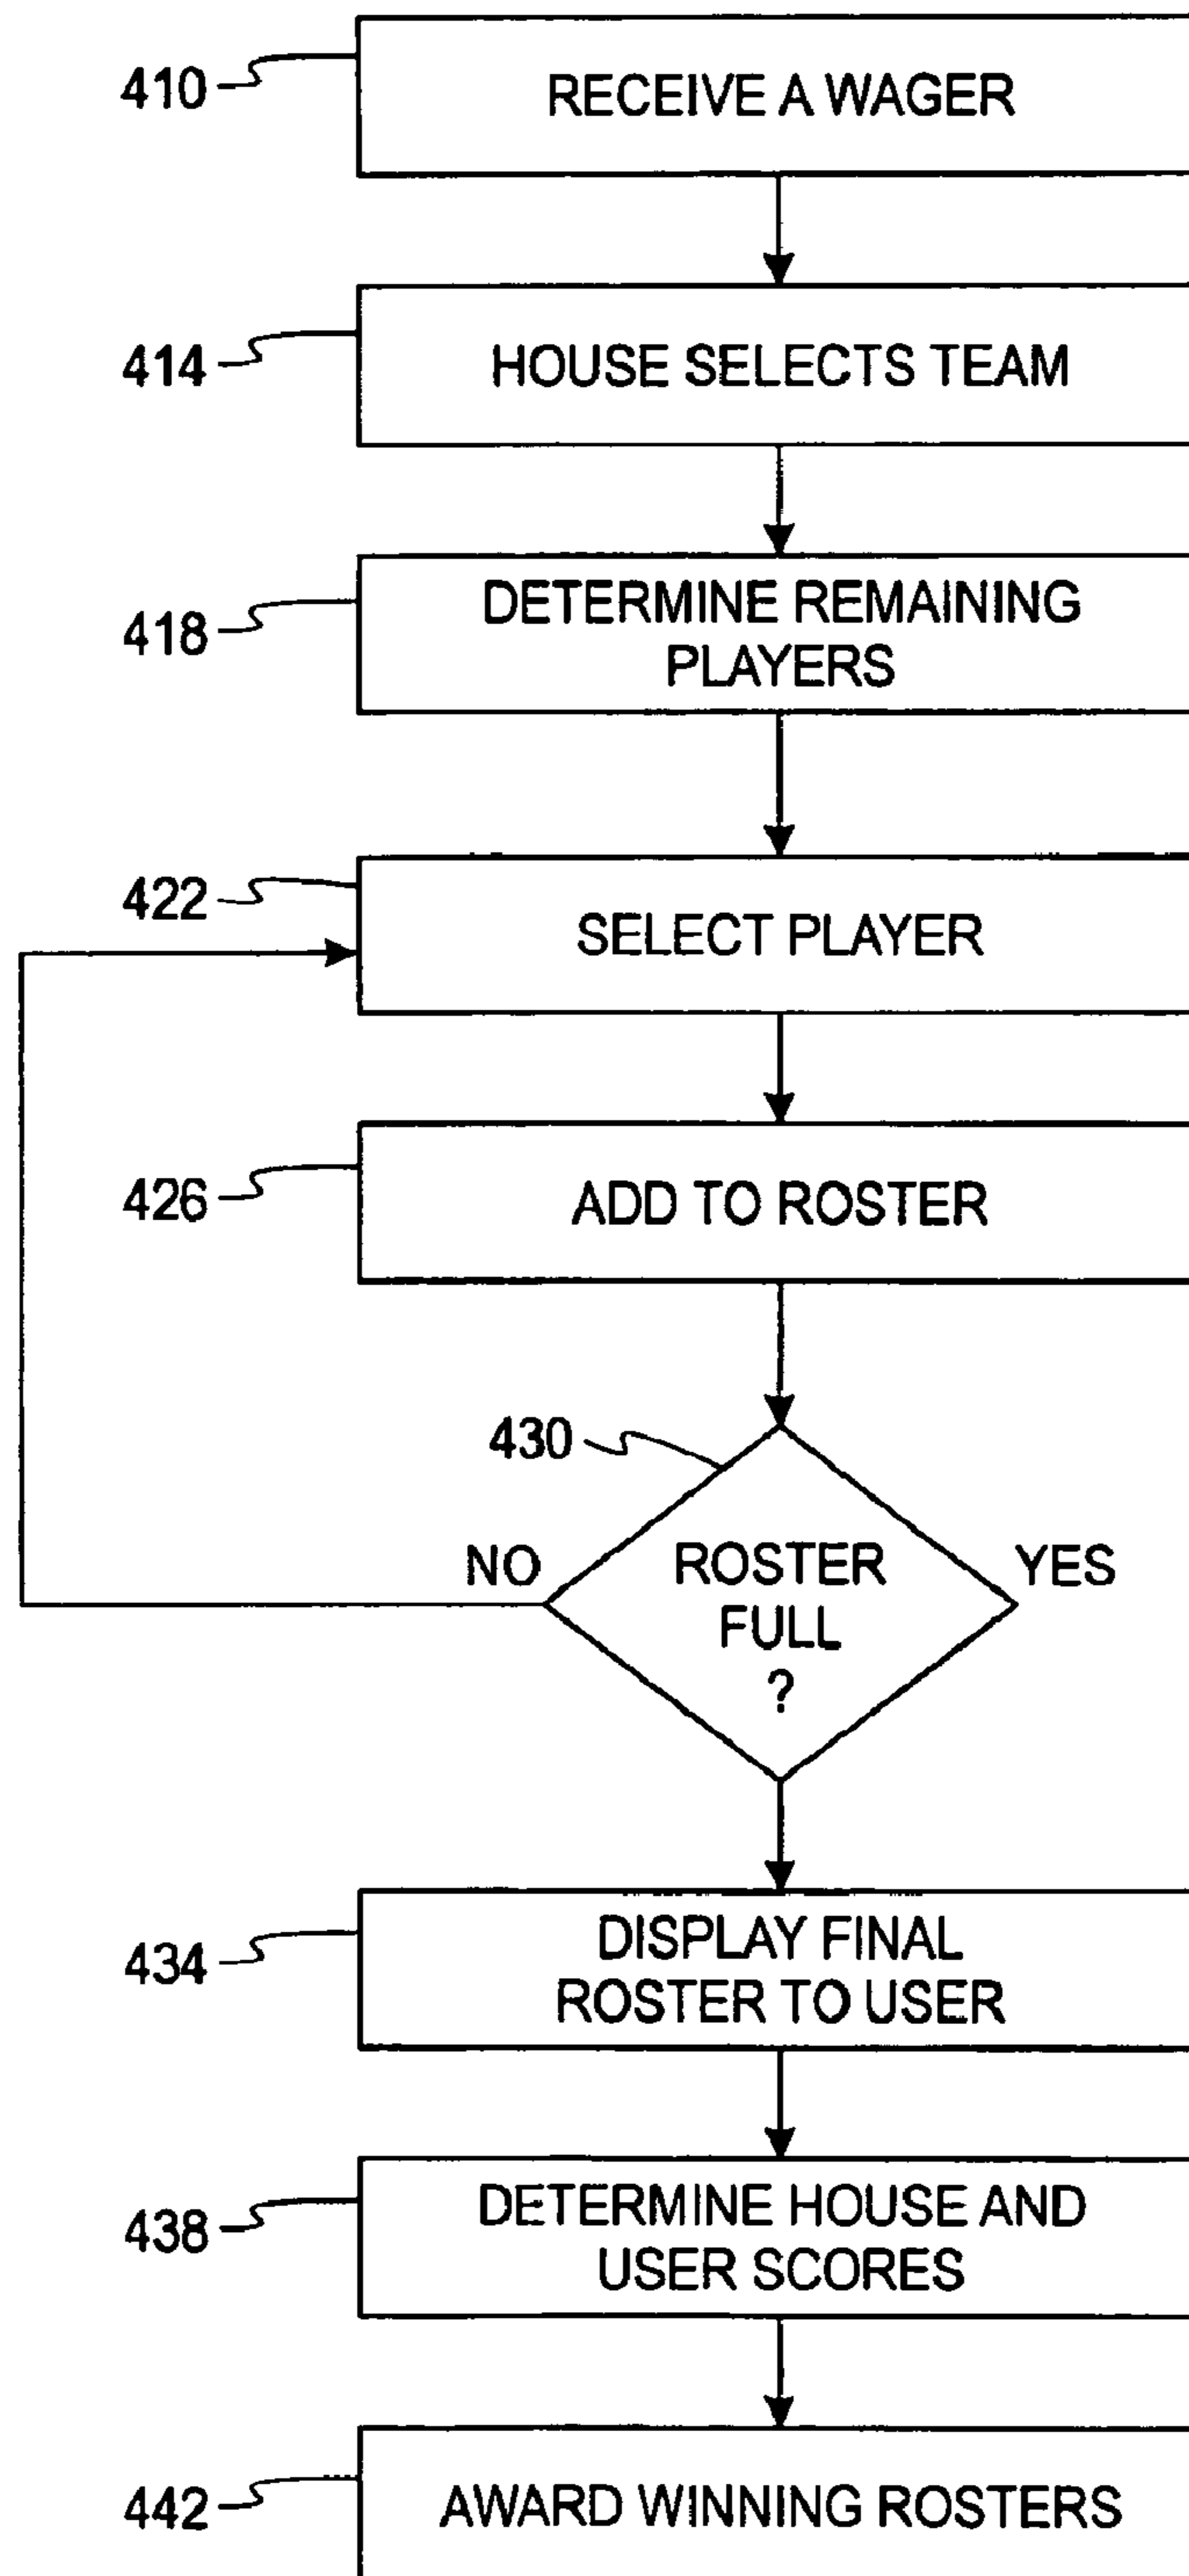 410
RECEIVE A WAGER
414
HOUSE SELECTS TEAM
418
DETERMINE REMAINING
PLAYERS
422
SELECT PLAYER
426
ADD TO ROSTER
430
NO
ROSTER
FULL
?
YES
434
DISPLAY FINAL
ROSTER TO USER
438
DETERMINE HOUSE AND
USER SCORES
442
AWARD WINNING ROSTERS